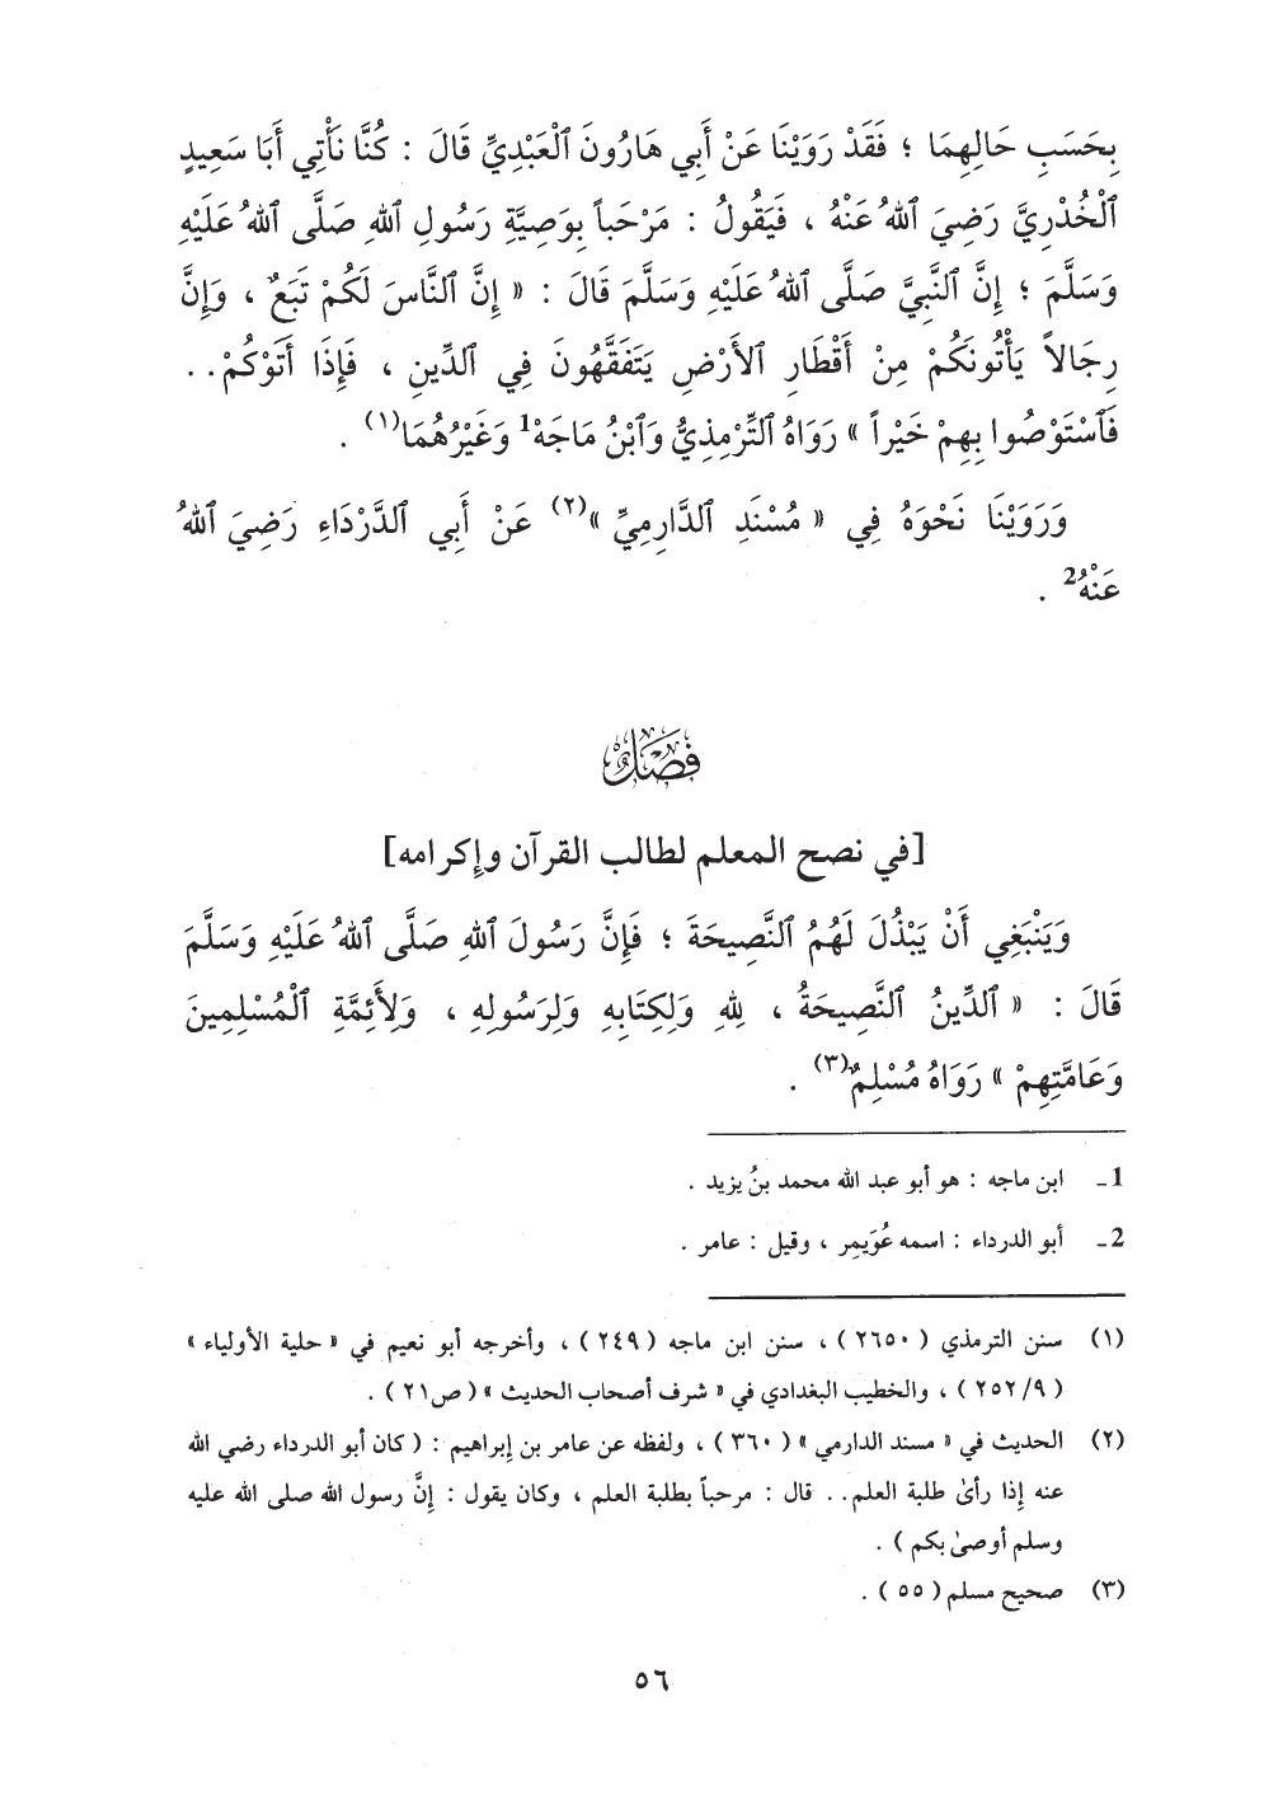 بِحَسَبِ حَالِهِمَا ؛ فَقَدْ رَوَيْنَا عَنْ أَبِي هَارُونَ ٱلْعَبْدِيِّ قَالَ : كُنَّا نَأْتِي أَبَا سَعِيدٍ
ٱلْخُدْرِيَّ رَضِيَ ٱللهُ عَنْهُ ، فَيَقُولُ : مَرْحَباً بِوَصِيَّةِ رَسُولِ ٱللهِ صَلَّى ٱللهُ عَلَيْهِ
وَسَلَّمَ ؛ إِنَّ ٱلنَّبِيَّ صَلَّى ٱللهُ عَلَيْهِ وَسَلَّمَ قَالَ : « إِنَّ ٱلنَّاسَ لَكُمْ تَبَعٌ ، وَإِنَّ
رِجَالاً يَأْتُونَكُمْ مِنْ أَقْطَارِ ٱلأَرْضِ يَتَفَقَّهُونَ فِي ٱلدِّينِ ، فَإِذَا أَتَوْكُمْ . .
فَٱسْتَوْصُوا بِهِمْ خَيْراً » رَوَاهُ ٱلتِّرْمِذِيُّ وَٱبْنُ مَاجَهْ1 وَغَيْرُهُمَا(١) .
وَرَوَيْنَا نَحْوَهُ فِي « مُسْنَدِ ٱلدَّارِمِيِّ »(٢) عَنْ أَبِي ٱلدَّرْدَاءِ رَضِيَ ٱللهُ
عَنْهُ2 .
فَصْلٌ
[في نصح المعلم لطالب القرآن وإكرامه]
وَيَنْبَغِي أَنْ يَبْذُلَ لَهُمُ ٱلنَّصِيحَةَ ؛ فَإِنَّ رَسُولَ ٱللهِ صَلَّى ٱللهُ عَلَيْهِ وَسَلَّمَ
قَالَ : « ٱلدِّينُ ٱلنَّصِيحَةُ ، لِلهِ وَلِكِتَابِهِ وَلِرَسُولِهِ ، وَلِأَئِمَّةِ ٱلْمُسْلِمِينَ
وَعَامَّتِهِمْ » رَوَاهُ مُسْلِمٌ(٣) .
1ـ ابن ماجه : هو أبو عبد الله محمد بنُ يزيد .
2ـ أبو الدرداء : اسمه عُوَيمِر ، وقيل : عامر .
(١) سنن الترمذي ( ٢٦٥٠ ) ، سنن ابن ماجه ( ٢٤٩ ) ، وأخرجه أبو نعيم في « حلية الأولياء »
( ٩/ ٢٥٢ ) ، والخطيب البغدادي في « شرف أصحاب الحديث » ( ص٢١ ) .
(٢) الحديث في « مسند الدارمي » ( ٣٦٠ ) ، ولفظه عن عامر بن إبراهيم : ( كان أبو الدرداء رضي الله
عنه إذا رأىٰ طلبة العلم . . قال : مرحباً بطلبة العلم ، وكان يقول : إنَّ رسول الله صلى الله عليه
وسلم أوصىٰ بكم ) .
(٣) صحيح مسلم ( ٥٥ ) .
٥٦